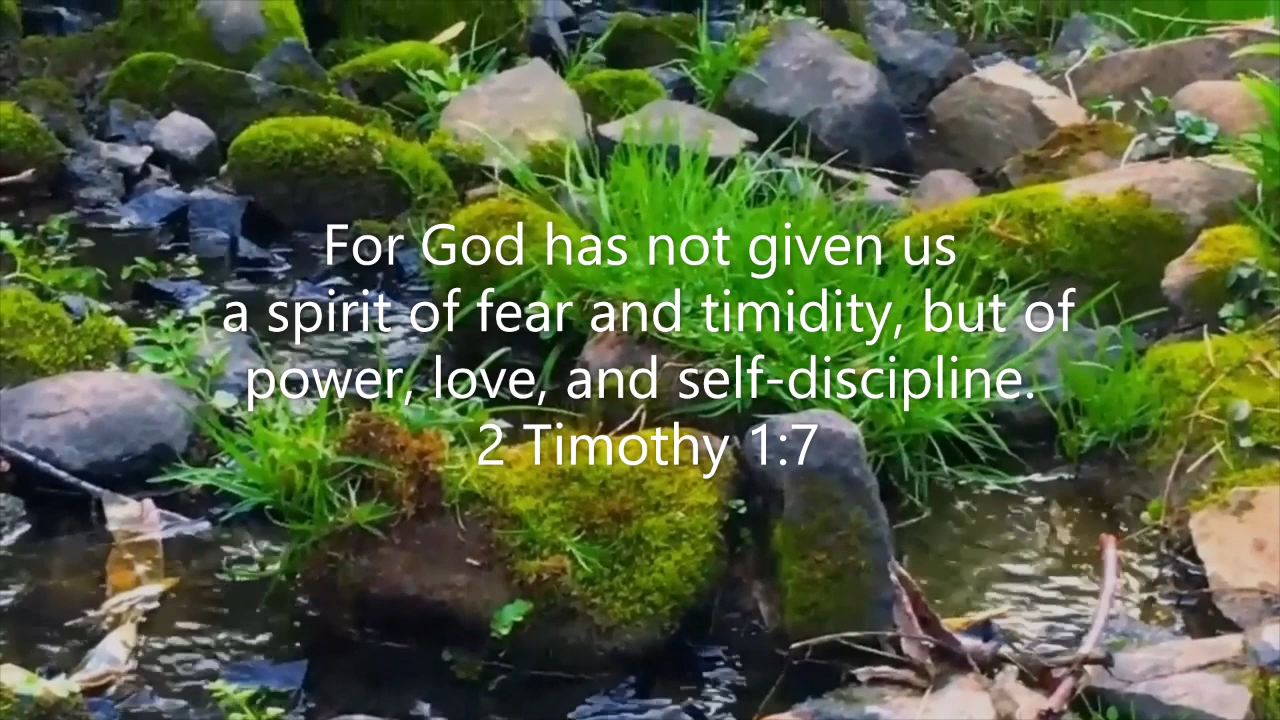 For God has not given us
a spirit of fear and timidity, but of
power, love, and self-discipline.
2 Timothy 1:7